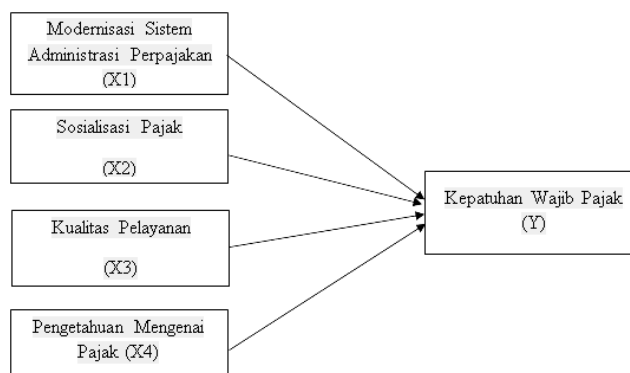 Modernisasi Sistem
Administrasi Perpajakan
(X1)
Sosialisasi Pajak
(X2)
Kualitas Pelayanan
(X3)
Pengetahuan Mengenai
Pajak (X4)
Kepatuhan Wajib Pajak
(Y)